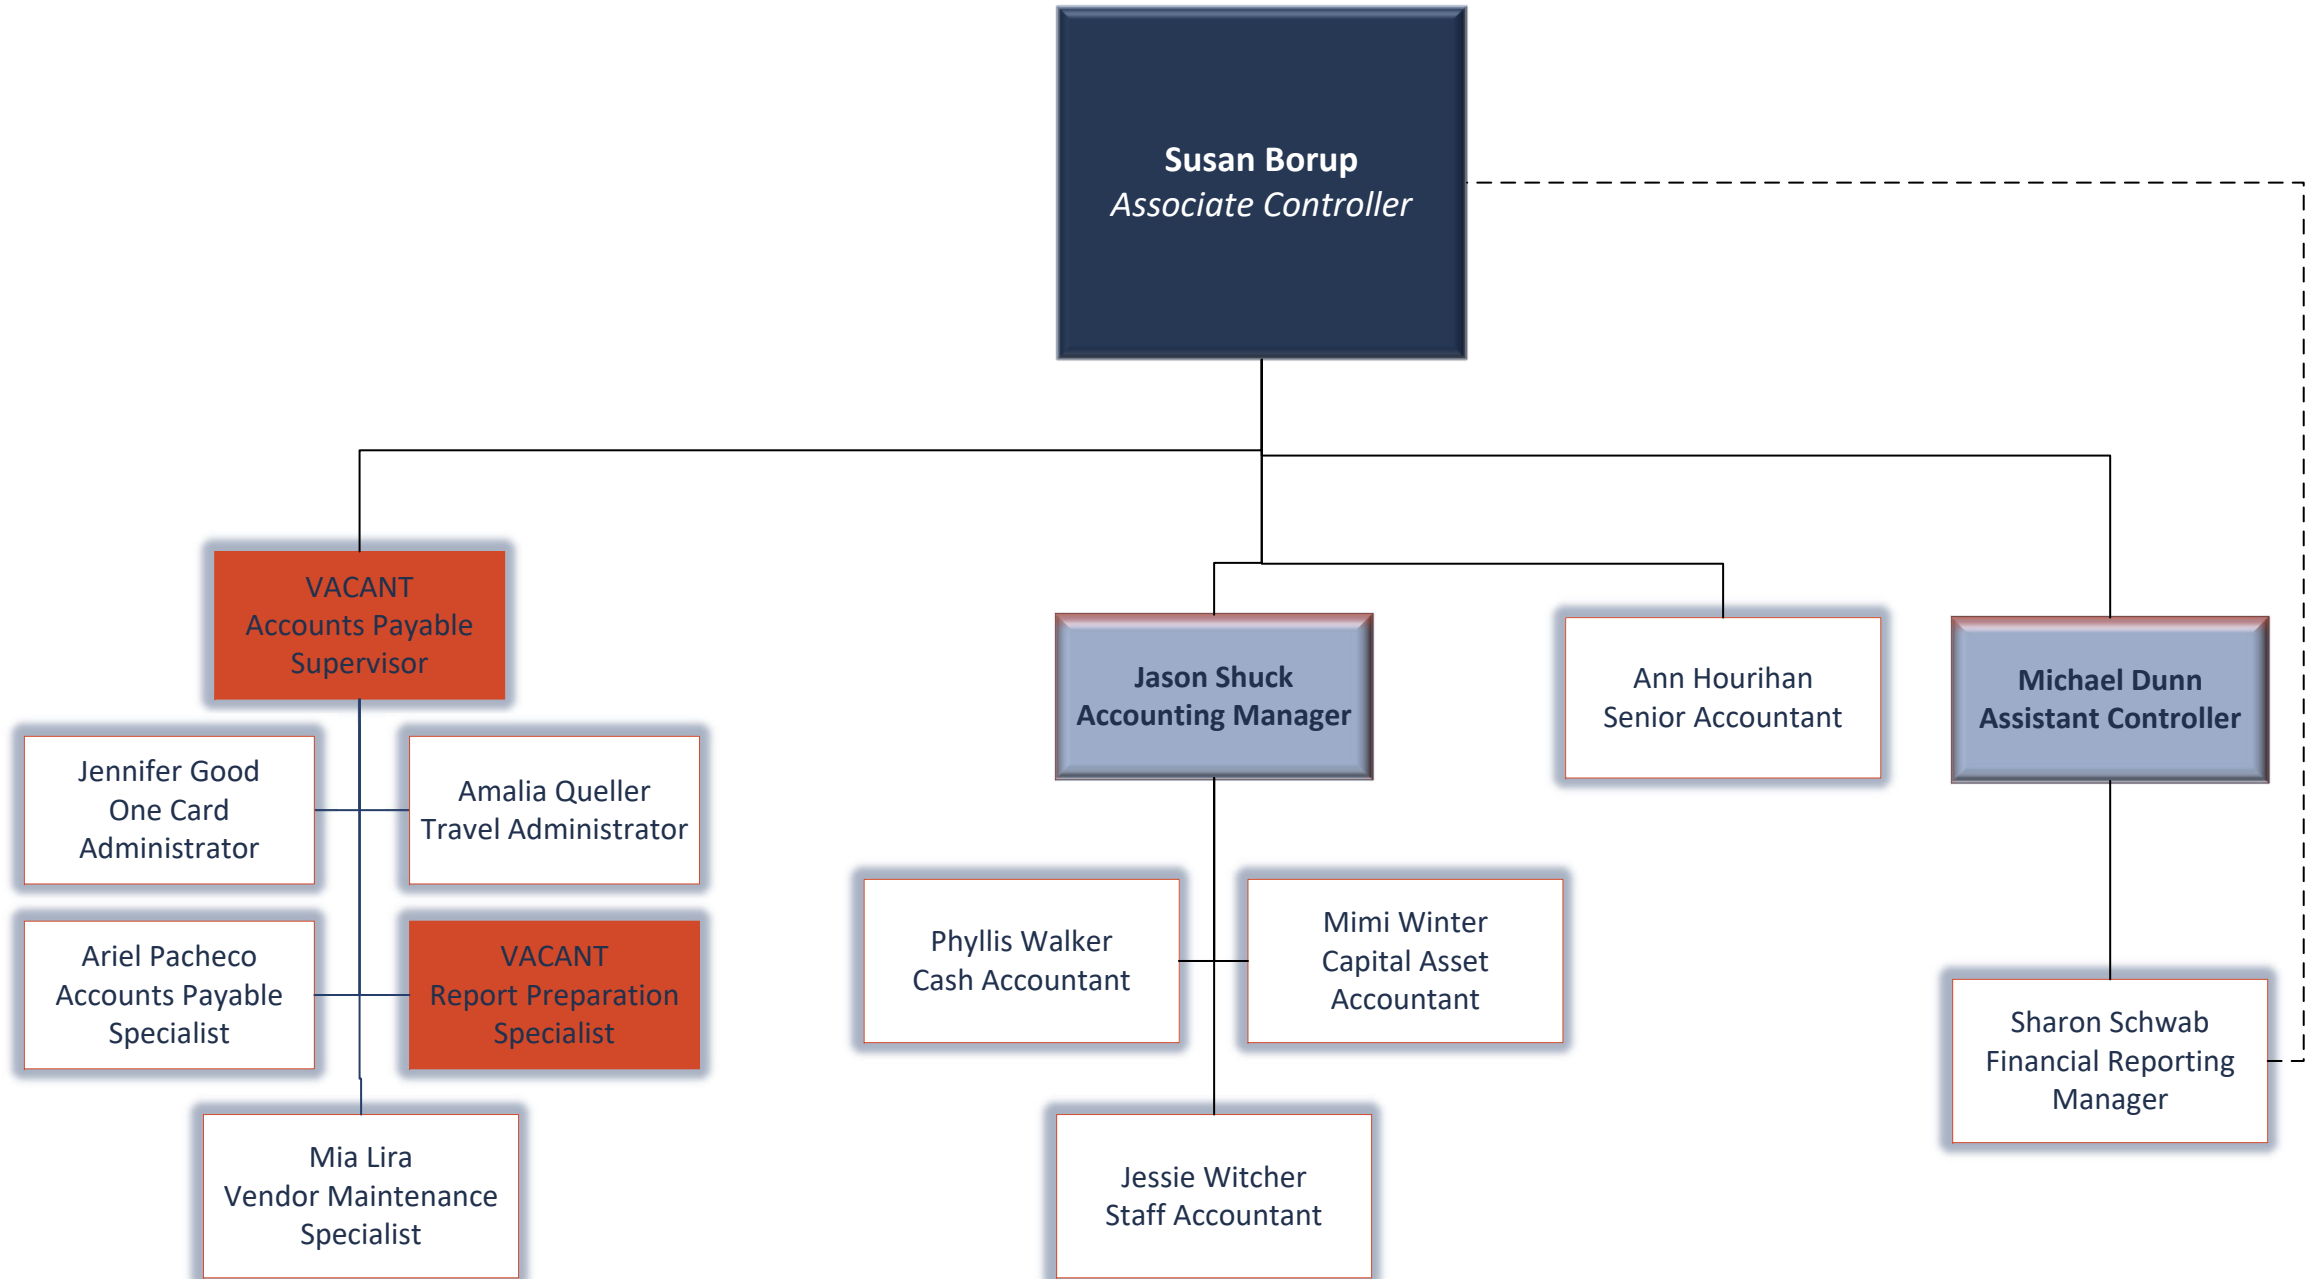 Susan Borup
Associate Controller
VACANT
Accounts Payable
Supervisor
Jason Shuck
Accounting Manager
Ann Hourihan
Senior Accountant
Michael Dunn
Assistant Controller
Jennifer Good
One Card
Administrator
Amalia Queller
Travel Administrator
Ariel Pacheco
Accounts Payable
Specialist
VACANT
Report Preparation
Specialist
Mia Lira
Vendor Maintenance
Specialist
Phyllis Walker
Cash Accountant
Mimi Winter
Capital Asset
Accountant
Jessie Witcher
Staff Accountant
Sharon Schwab
Financial Reporting
Manager